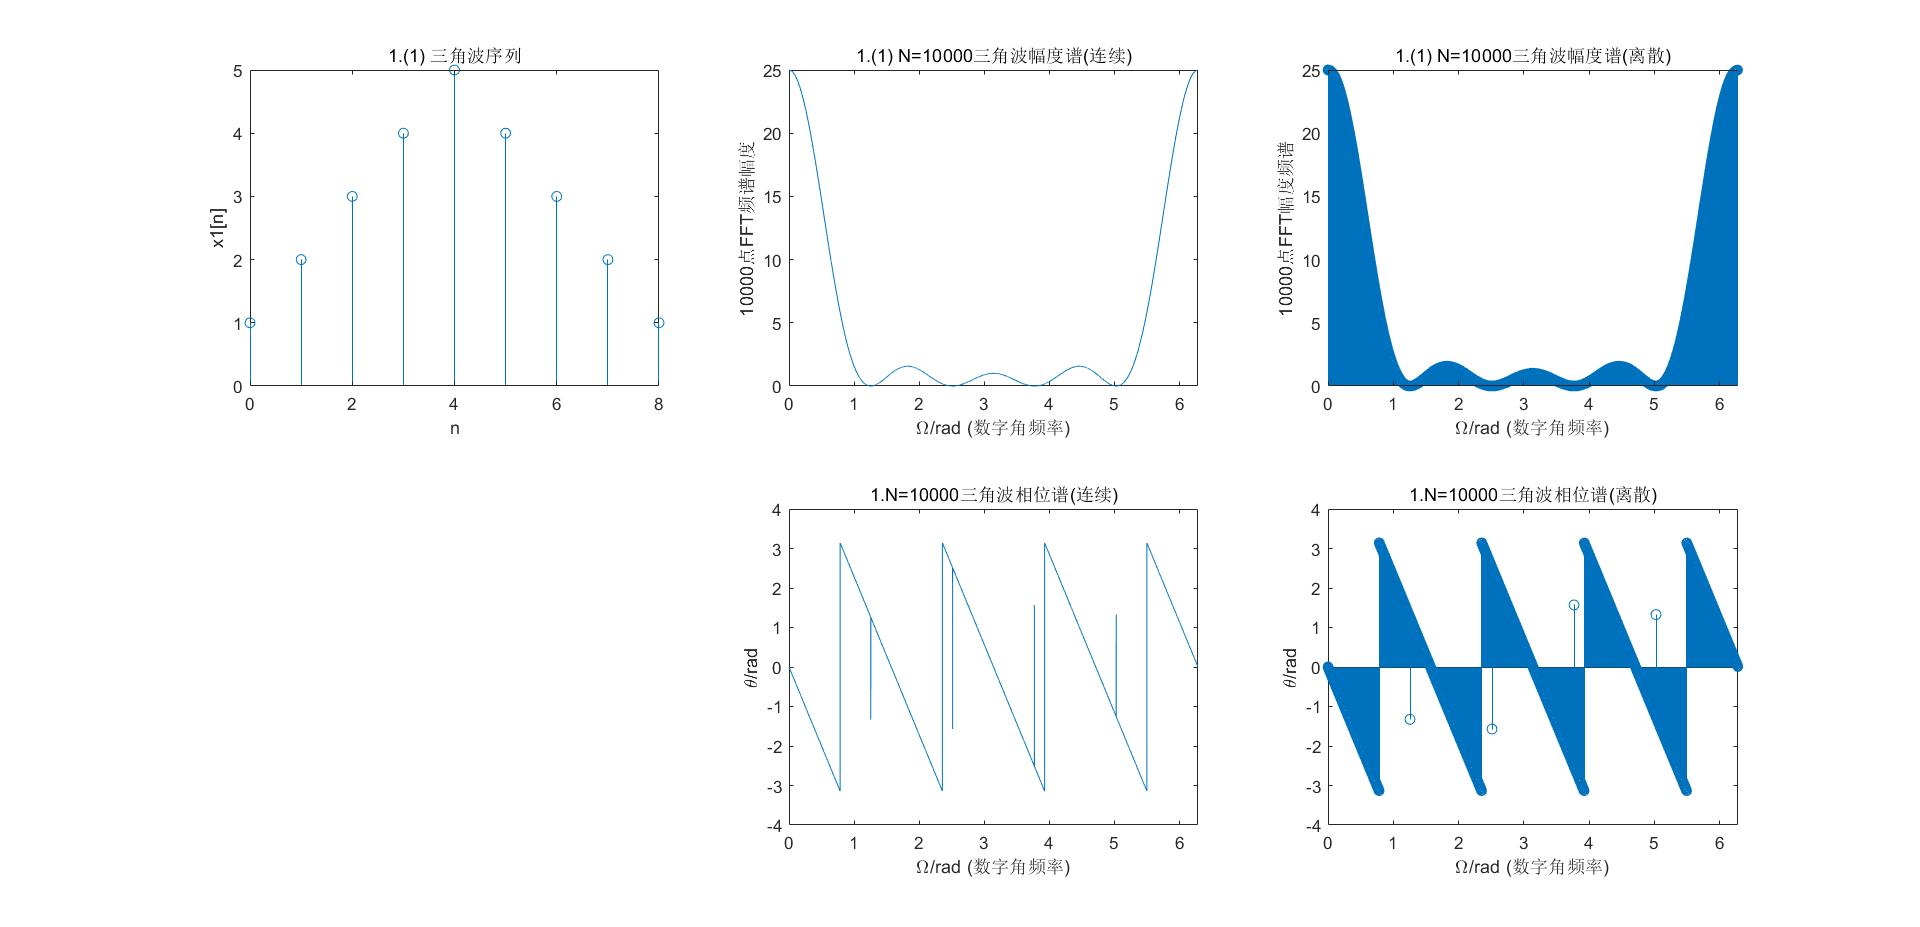 1.(1) 三角波序列
5
4
3
2
1
0
0 2 4 6 8
x1[n]
n
1.(1) N=10000三角波幅度谱(连续)
25
20
15
10
5
0
0 1 2 3 4 5 6
10000点FFT频谱幅度
Ω/rad (数字角频率)
1.(1) N=10000三角波幅度谱(离散)
25
20
15
10
5
0
0 1 2 3 4 5 6
10000点FFT幅度频谱
Ω/rad (数字角频率)
1.N=10000三角波相位谱(连续)
4
3
2
1
0
-1
-2
-3
-4
0 1 2 3 4 5 6
θ/rad
Ω/rad (数字角频率)
1.N=10000三角波相位谱(离散)
4
3
2
1
0
-1
-2
-3
-4
0 1 2 3 4 5 6
θ/rad
Ω/rad (数字角频率)